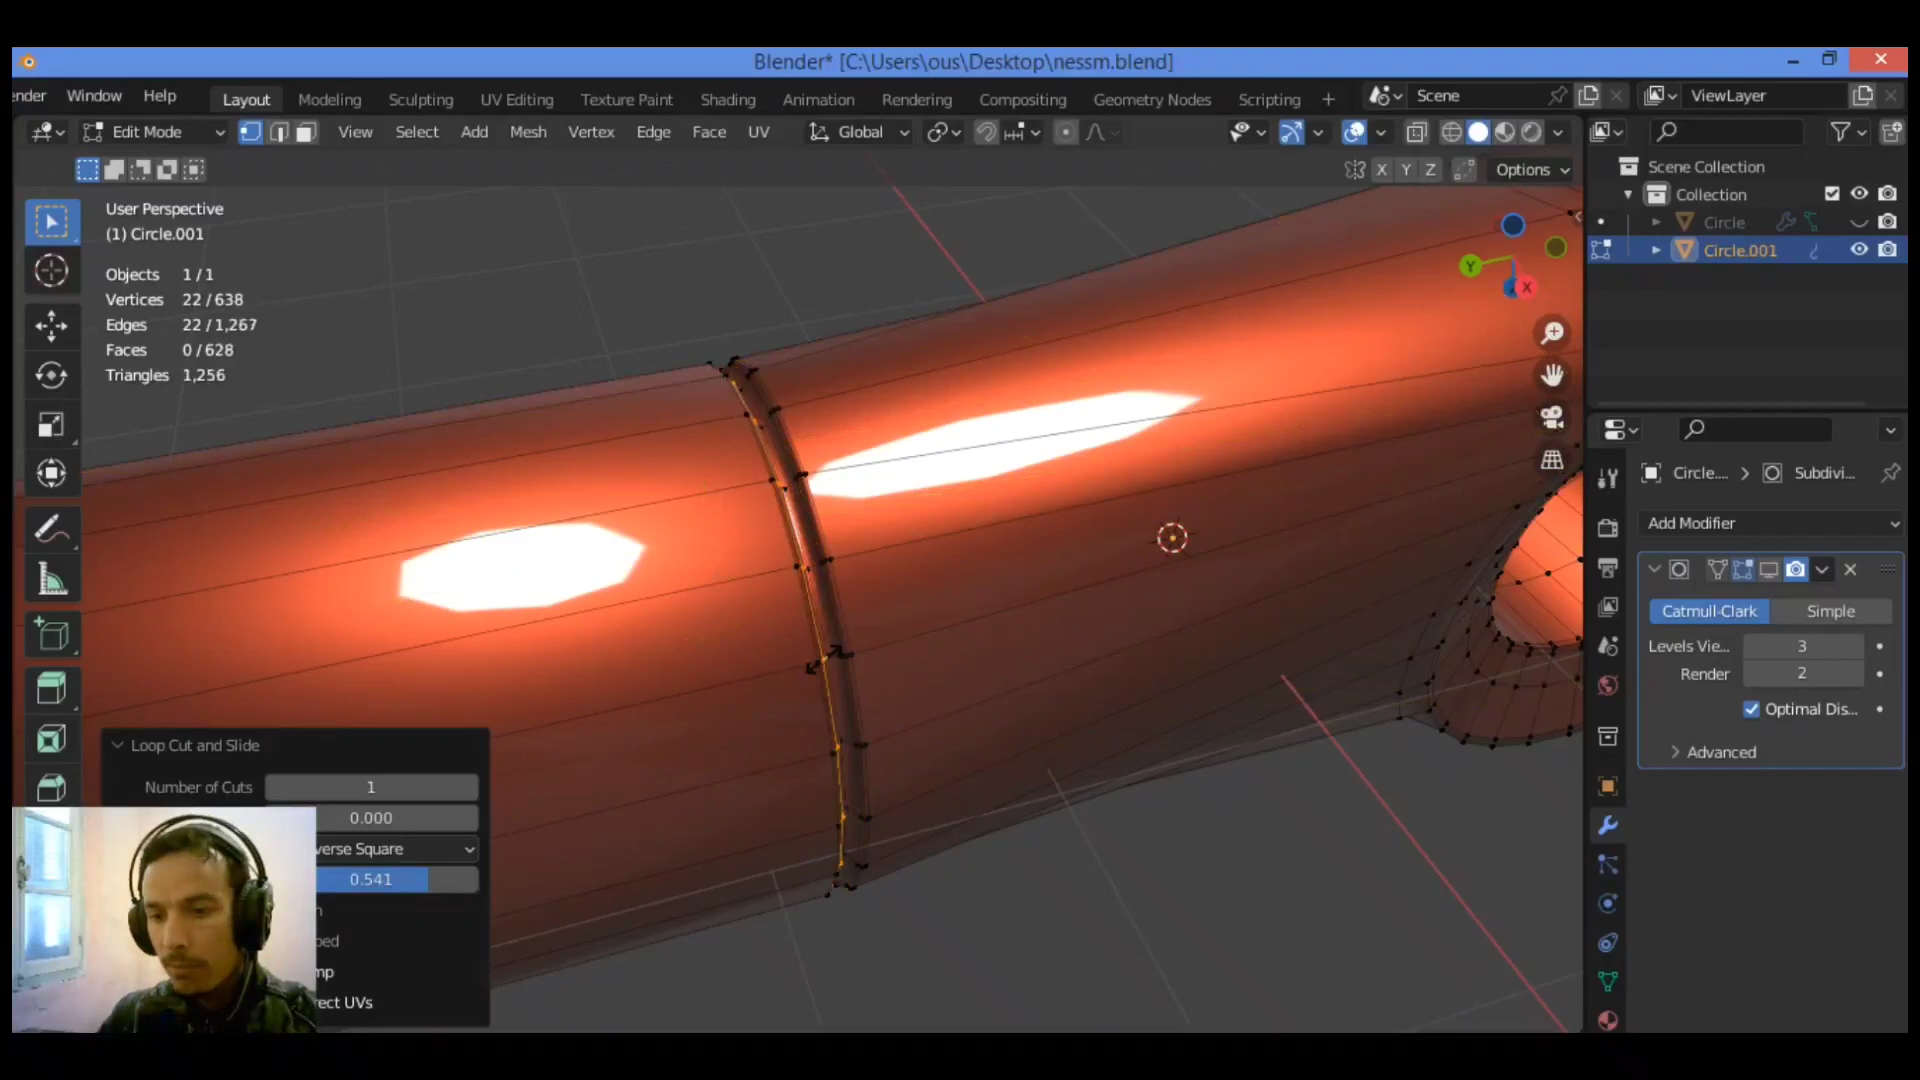 Blender* [C:\Users\ous\Desktop\nessm.blend]
nder Window Help Layout Modeling Sculpting UV Editing Texture Paint Shading Animation Rendering Compositing Geometry Nodes Scripting + Scene ViewLayer
Edit Mode View Select Add Mesh Vertex Edge Face UV Global
X Y Z Options
User Perspective
(1) Circle.001
Objects 1 / 1
Vertices 22 / 638
Edges 22 / 1,267
Faces 0 / 628
Triangles 1,256
Y
X
Scene Collection
Collection
Circle
Circle.001
Circle.... Subdivi...
Add Modifier
Catmull-Clark Simple
Levels Vie... 3
Render 2
Optimal Dis...
Advanced
Loop Cut and Slide
Number of Cuts 1
0.000
verse Square
0.541
n
ped
mp
rect UVs